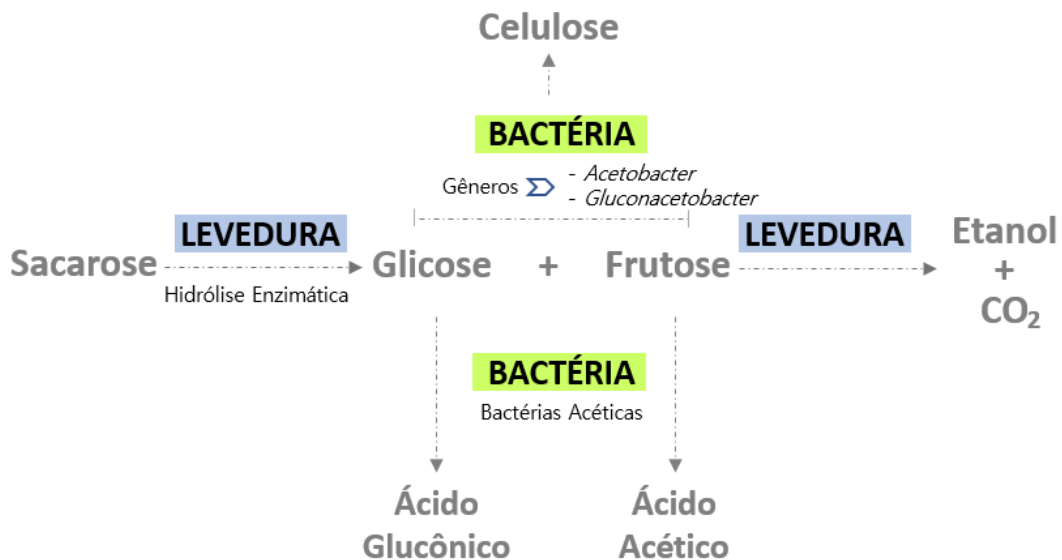 Celulose
BACTÉRIA
Gêneros
- Acetobacter
- Gluconacetobacter
LEVEDURA
LEVEDURA
Sacarose
Glicose + Frutose
Etanol
+
CO₂
Hidrólise Enzimática
BACTÉRIA
Bactérias Acéticas
Ácido
Glucônico
Ácido
Acético